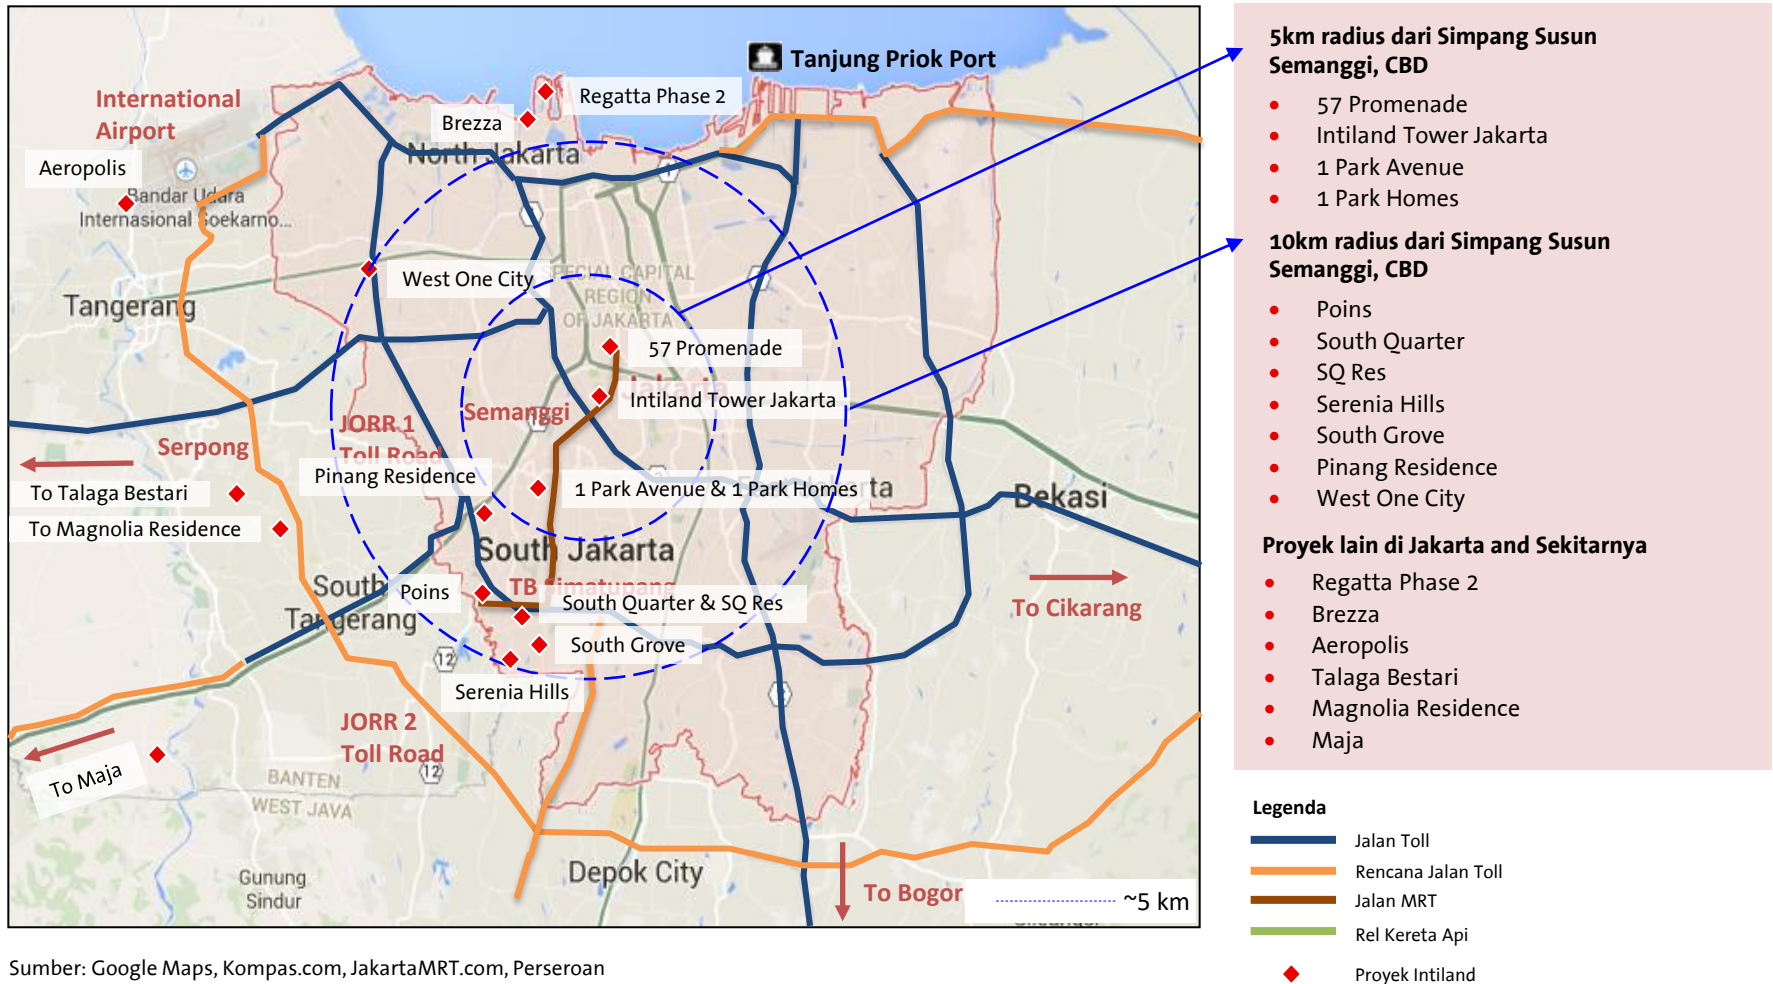 Tanjung Priok Port
International
Airport
Regatta Phase 2
Brezza
North Jakarta
Aeropolis
Bandar Udara
Internasional Soekarno...
West One City
SPECIAL CAPITAL
REGION
OF JAKARTA
Tangerang
57 Promenade
Jakarta
Intiland Tower Jakarta
Semanggi
JORR 1
Toll Road
Serpong
Pinang Residence
To Talaga Bestari
1 Park Avenue & 1 Park Homes
Bekasi
To Magnolia Residence
South Jakarta
South
Tangerang
TB Simatupang
Poins
South Quarter & SQ Res
To Cikarang
South Grove
12
Serenia Hills
JORR 2
Toll Road
12
To Maja
BANTEN
WEST JAVA
Gunung
Sindur
Depok City
To Bogor
~5 km
5km radius dari Simpang Susun
Semanggi, CBD
• 57 Promenade
• Intiland Tower Jakarta
• 1 Park Avenue
• 1 Park Homes
10km radius dari Simpang Susun
Semanggi, CBD
• Poins
• South Quarter
• SQ Res
• Serenia Hills
• South Grove
• Pinang Residence
• West One City
Proyek lain di Jakarta and Sekitarnya
• Regatta Phase 2
• Brezza
• Aeropolis
• Talaga Bestari
• Magnolia Residence
• Maja
Legenda
Jalan Toll
Rencana Jalan Toll
Jalan MRT
Rel Kereta Api
Proyek Intiland
Sumber: Google Maps, Kompas.com, JakartaMRT.com, Perseroan